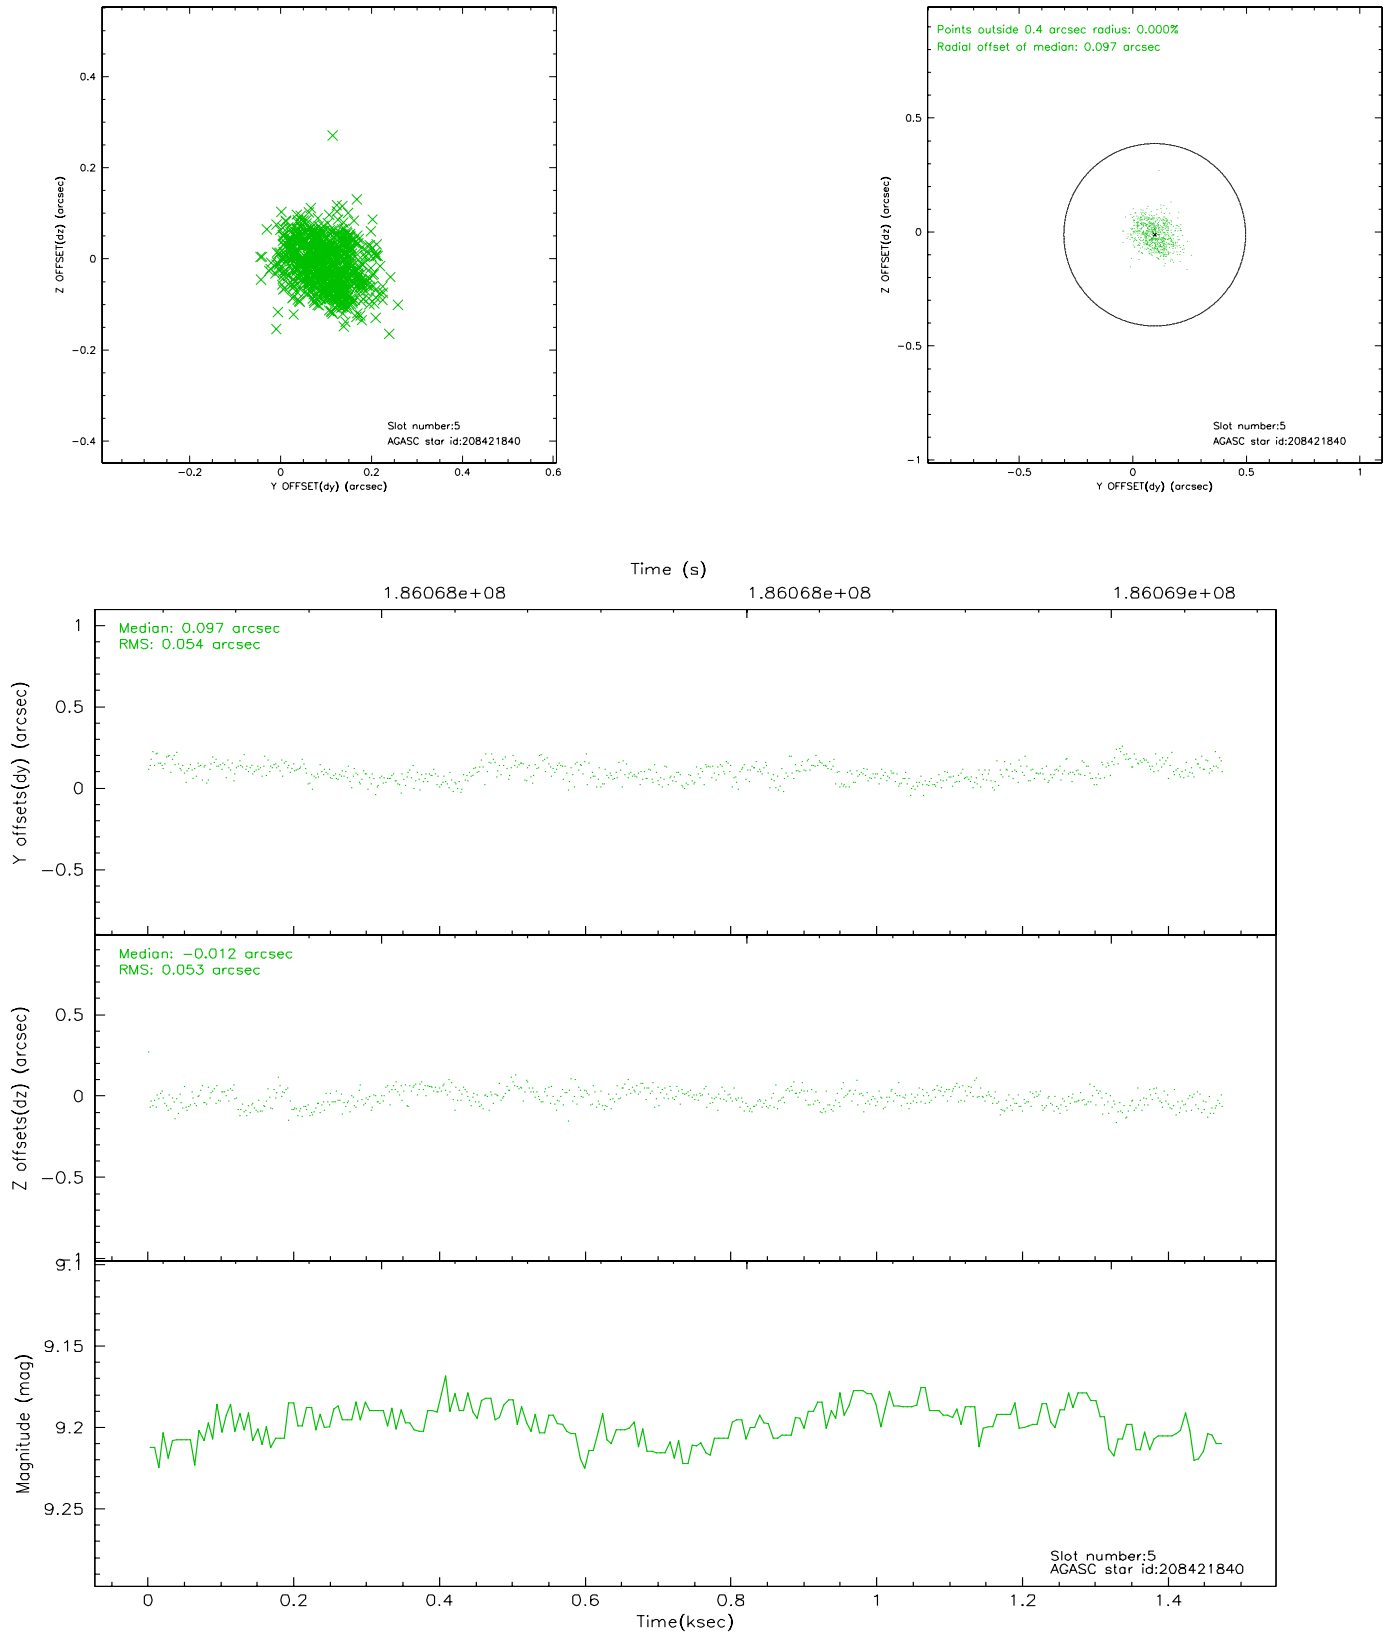 0.4
0.2
0
−0.2
−0.4
−0.2
0
0.2
0.4
0.6
Z OFFSET(dz) (arcsec)
Y OFFSET(dy) (arcsec)
Slot number:5
AGASC star id:208421840
Points outside 0.4 arcsec radius: 0.000%
Radial offset of median: 0.097 arcsec
0.5
0
−0.5
−1
−0.5
0
0.5
1
Z OFFSET(dz) (arcsec)
Y OFFSET(dy) (arcsec)
Slot number:5
AGASC star id:208421840
Time (s)
1.86068e+08
1.86068e+08
1.86069e+08
Median: 0.097 arcsec
RMS: 0.054 arcsec
1
0.5
0
−0.5
Y offsets(dy) (arcsec)
Median: −0.012 arcsec
RMS: 0.053 arcsec
0.5
0
−0.5
−1
Z offsets(dz) (arcsec)
9.1
9.15
9.2
9.25
Magnitude (mag)
Slot number:5
AGASC star id:208421840
0
0.2
0.4
0.6
0.8
1
1.2
1.4
Time(ksec)